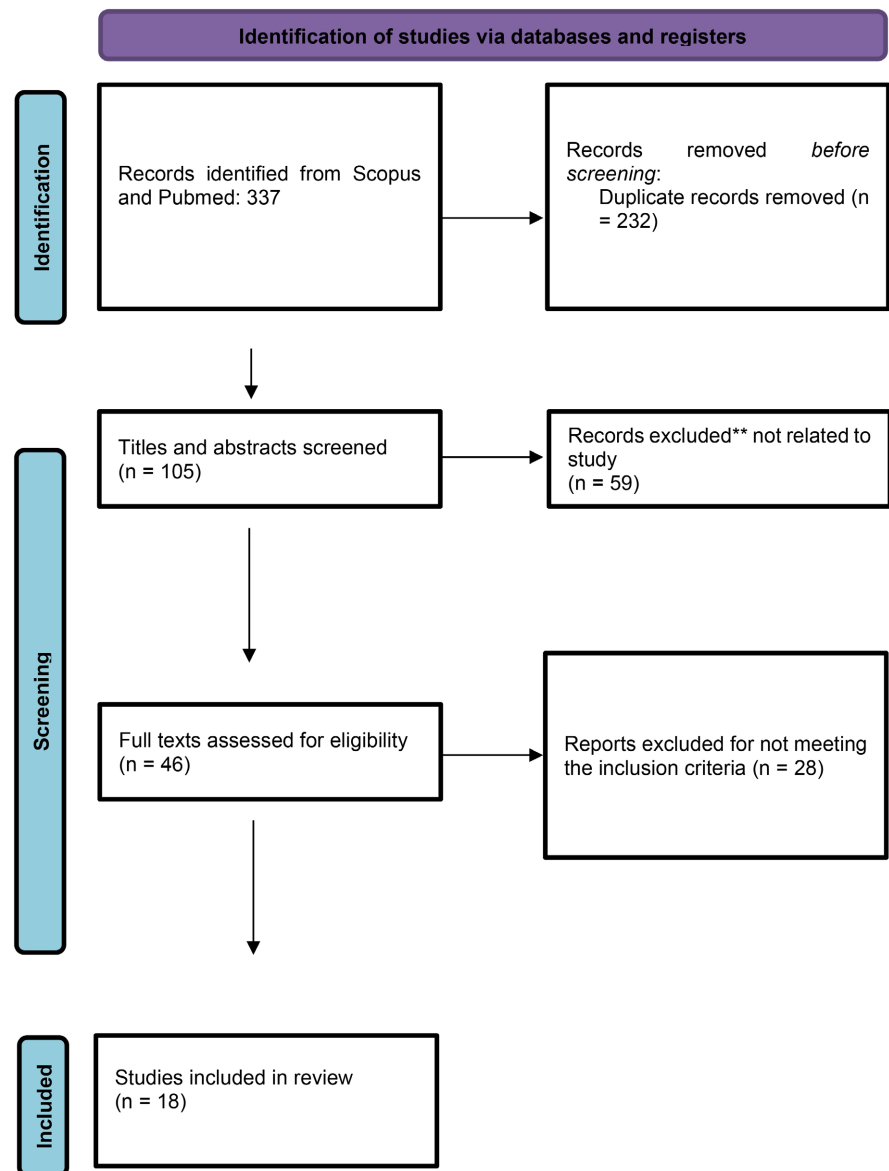 Identification of studies via databases and registers
Identification
Records identified from Scopus
and Pubmed: 337
Records removed before
screening:
Duplicate records removed (n
= 232)
Screening
Titles and abstracts screened
(n = 105)
Records excluded** not related to
study
(n = 59)
Full texts assessed for eligibility
(n = 46)
Reports excluded for not meeting
the inclusion criteria (n = 28)
Included
Studies included in review
(n = 18)